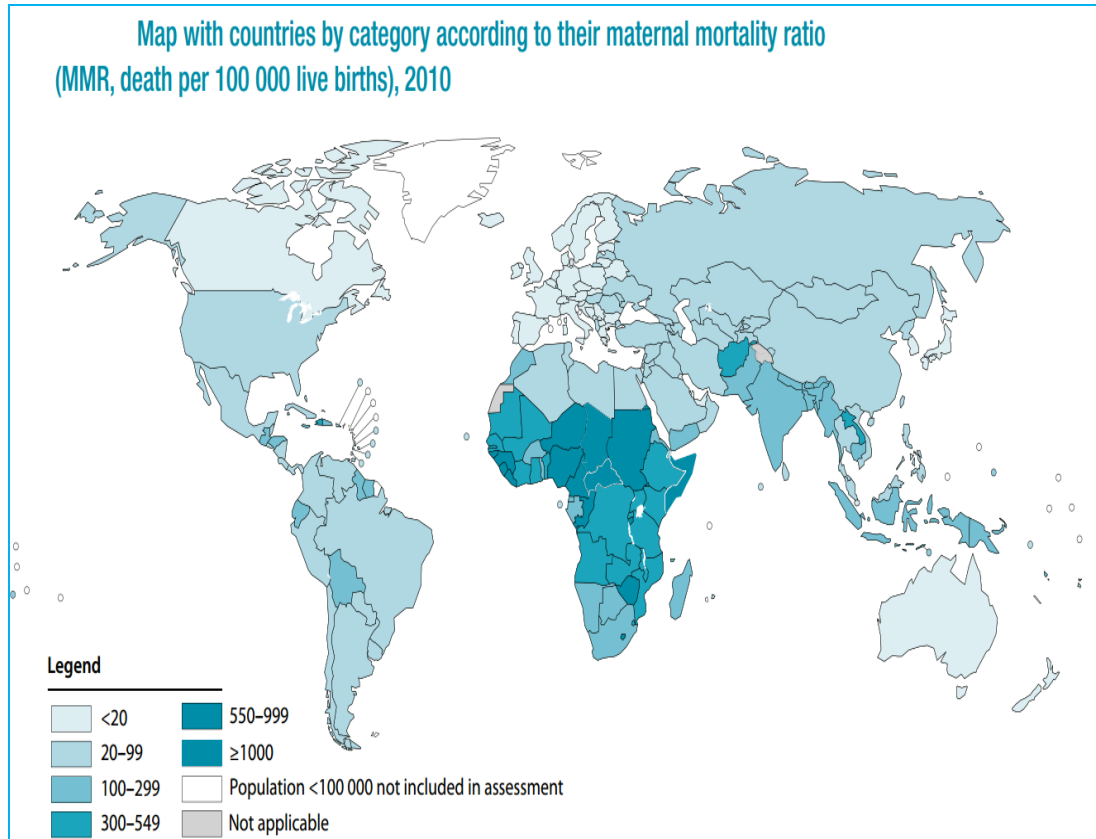 Map with countries by category according to their maternal mortality ratio
(MMR, death per 100 000 live births), 2010
Legend
<20
20–99
100–299
300–549
550–999
≥1000
Population <100 000 not included in assessment
Not applicable